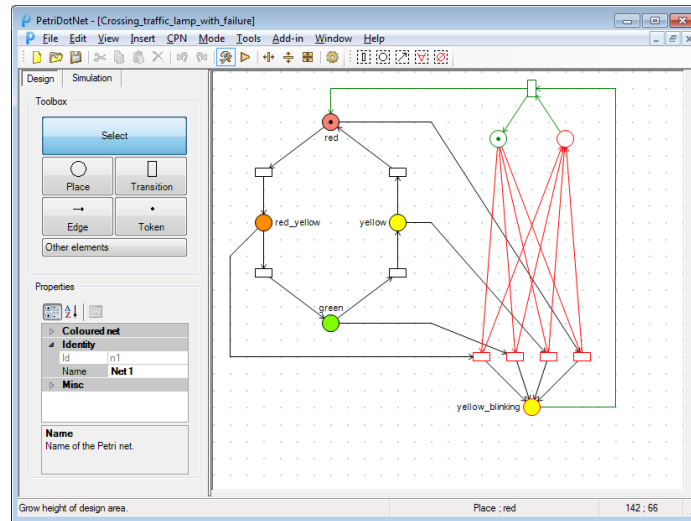 PetriDotNet - [Crossing_traffic_lamp_with_failure]
File Edit View Insert CPN Mode Tools Add-in Window Help
Design Simulation
Toolbox
Select
Place Transition
Edge Token
Other elements
Properties
Coloured net
Identity
Id n1
Name Net1
Misc
Name
Name of the Petri net.
red
red_yellow
yellow
green
yellow_blinking
Grow height of design area.
Place ; red
142 ; 66